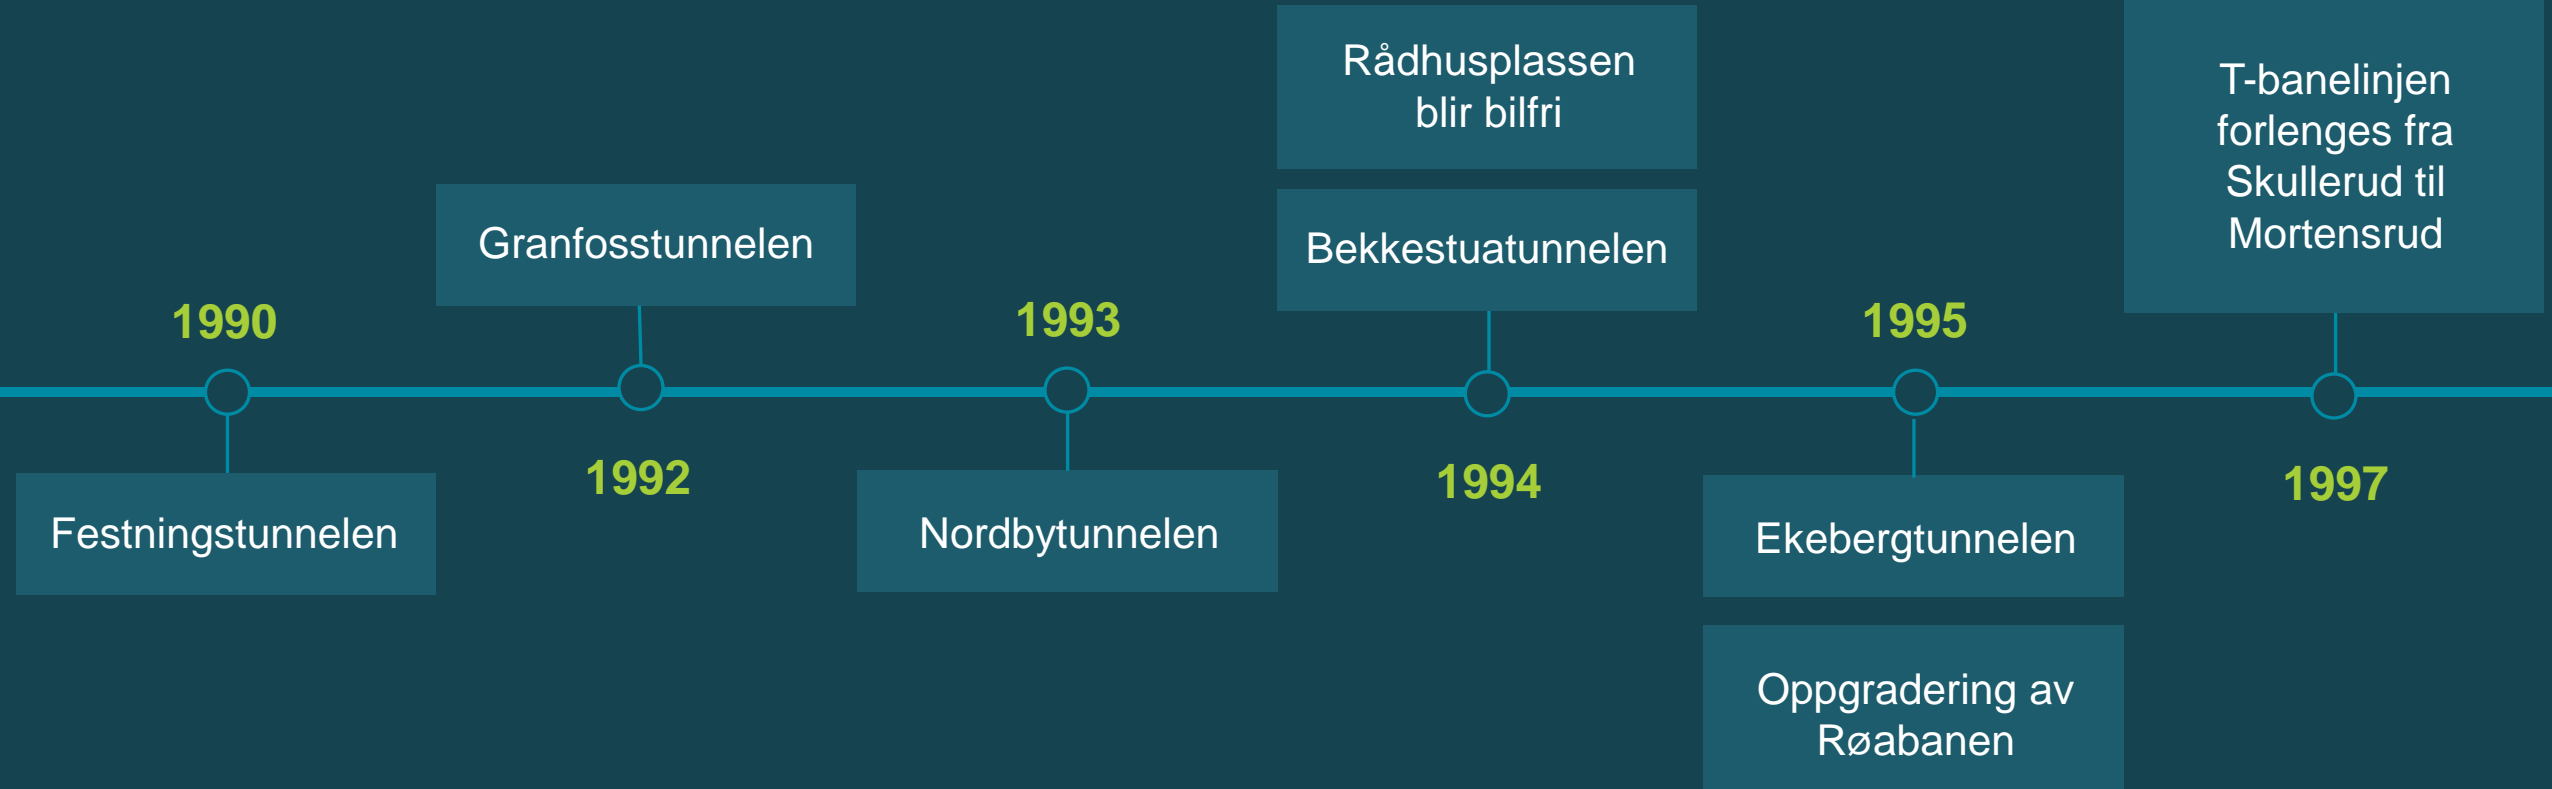 1990
Festningstunnelen
Granfosstunnelen
1992
1993
Nordbytunnelen
Rådhusplassen
blir bilfri
Bekkestuatunnelen
1994
1995
Ekebergtunnelen
Oppgradering av
Røabanen
T-banelinjen
forlenges fra
Skullerud til
Mortensrud
1997